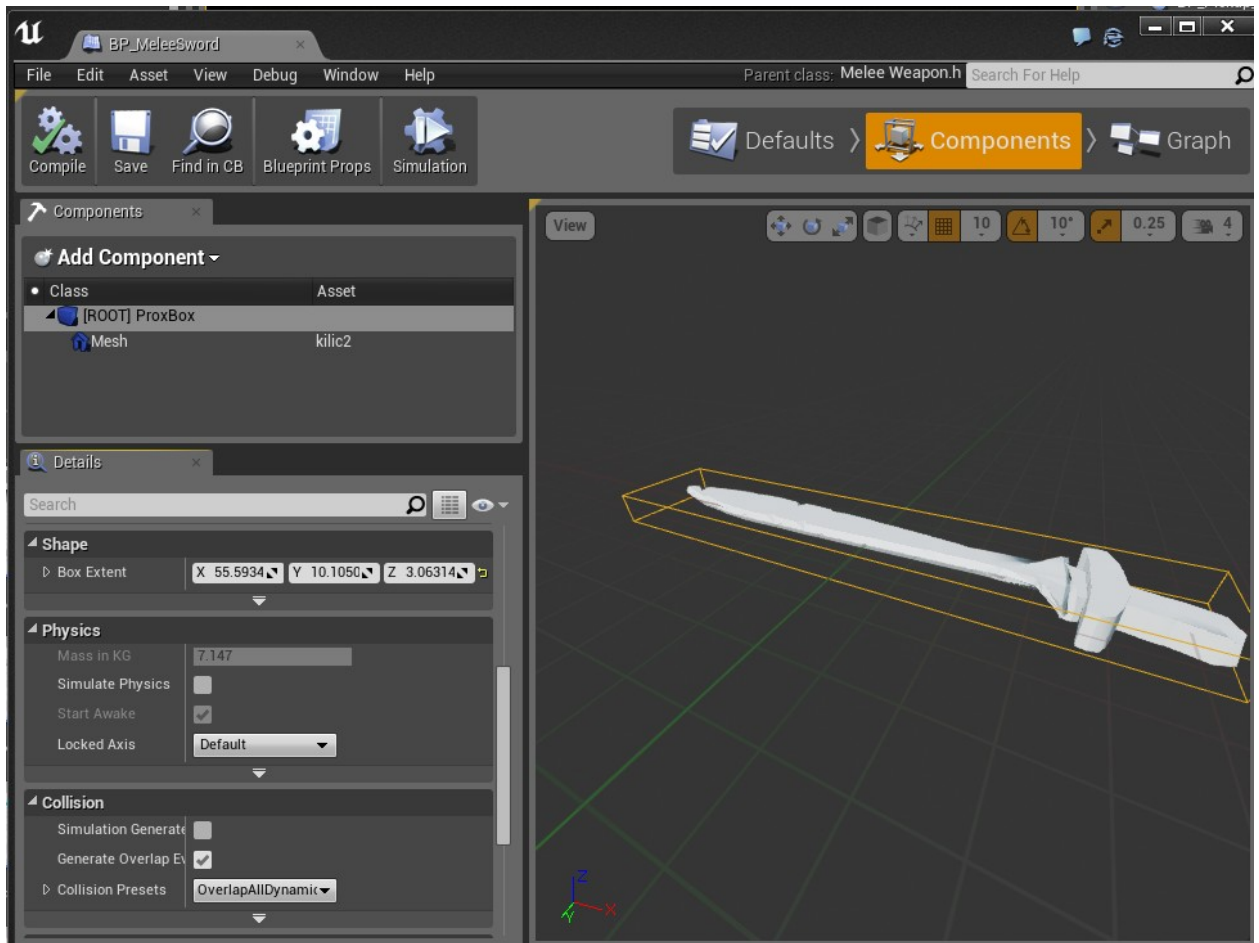 BP_MeleeSword
File Edit Asset View Debug Window Help
Parent class: Melee Weapon.h Search For Help
Compile Save Find in CB Blueprint Props Simulation
Defaults Components Graph
Components
View 10 10° 0.25 4
Add Component
Class Asset
[ROOT] ProxBox
Mesh kilic2
Details
Search
Shape
Box Extent X 55.5934 Y 10.1050 Z 3.06314
Physics
Mass in KG 7.147
Simulate Physics
Start Awake
Locked Axis Default
Collision
Simulation Generate
Generate Overlap Ev
Collision Presets OverlapAllDynamic
Z
X
Y